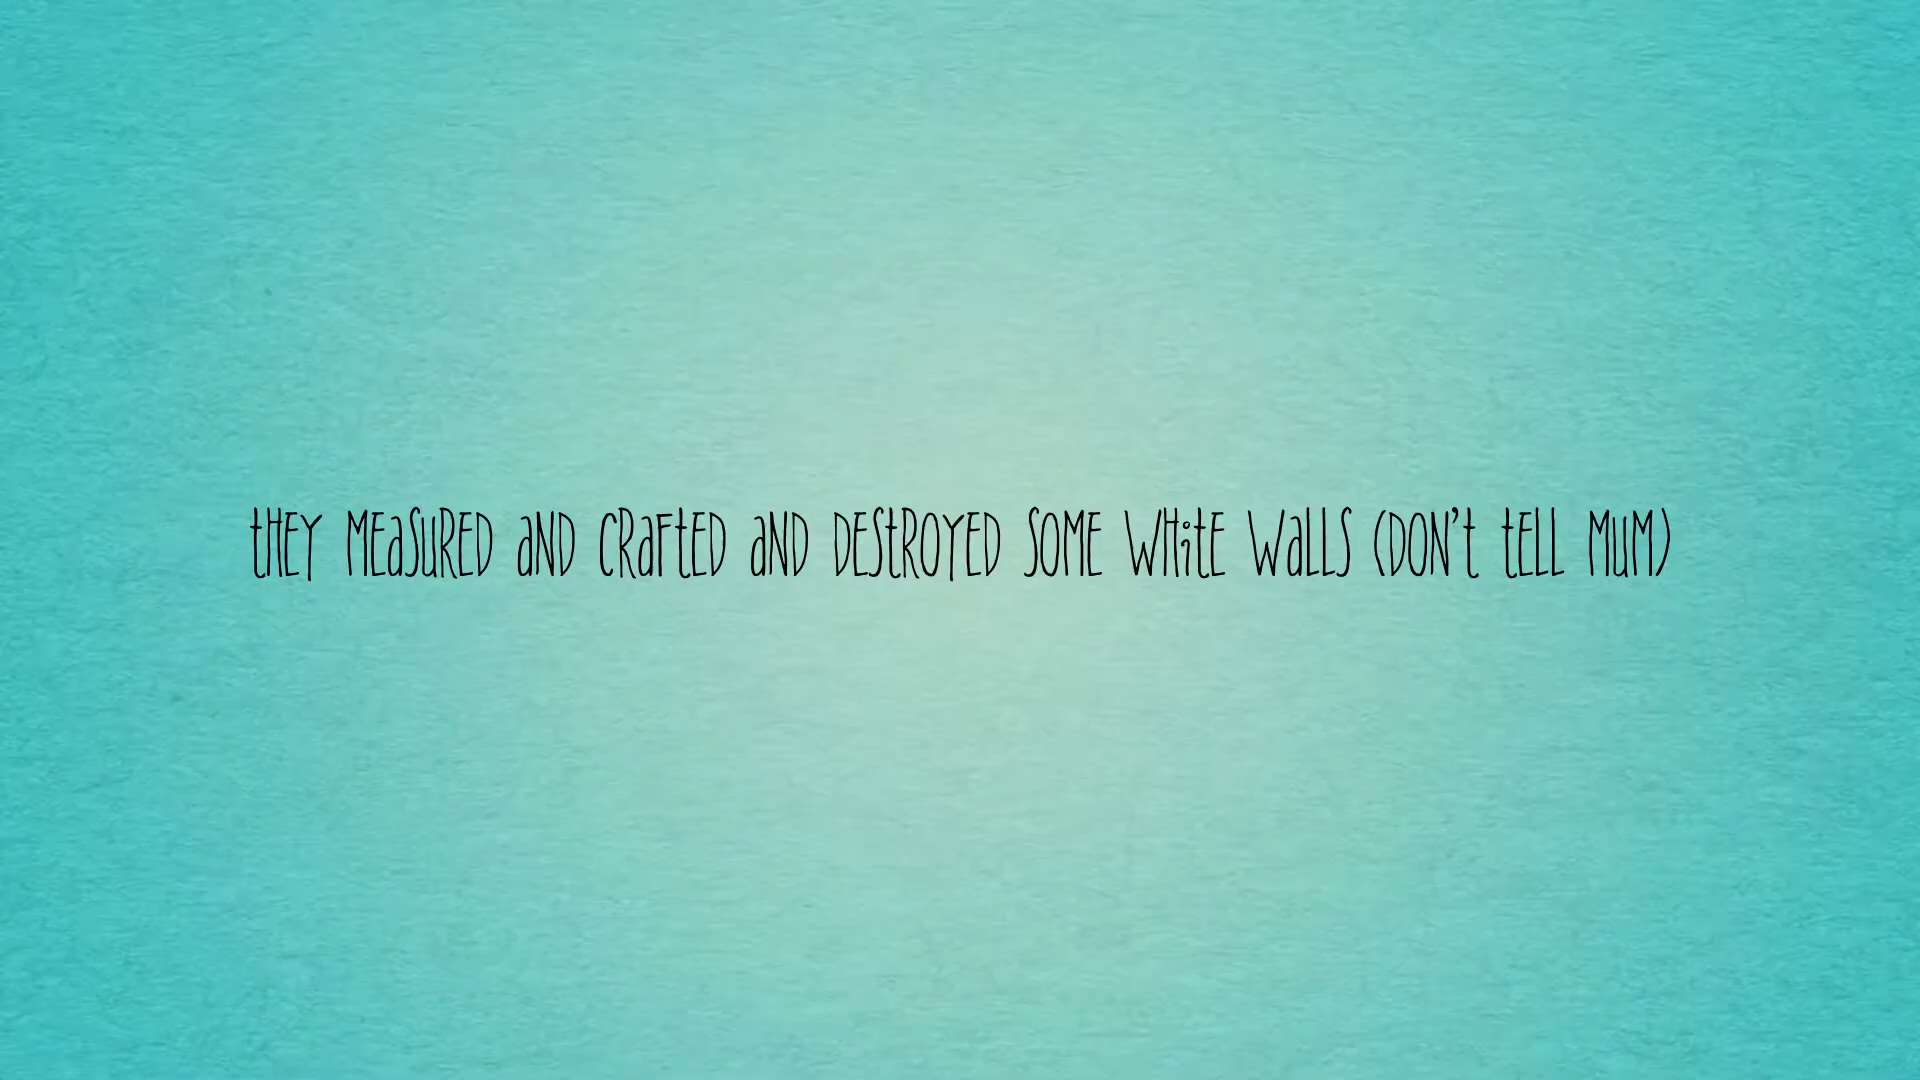 they measured and crafted and destroyed some white walls (don't tell mum)